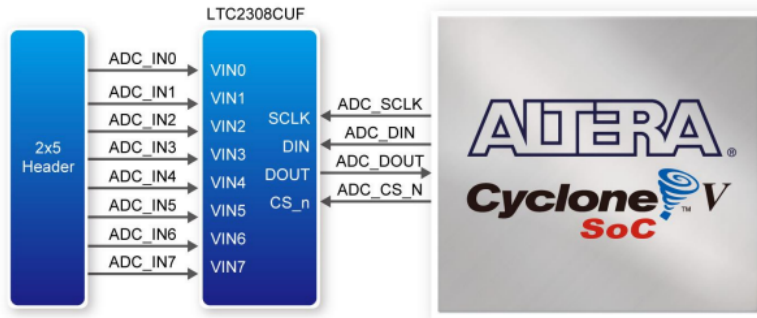 LTC2308CUF
2x5
Header
ADC_IN0
ADC_IN1
ADC_IN2
ADC_IN3
ADC_IN4
ADC_IN5
ADC_IN6
ADC_IN7
VIN0
VIN1
VIN2
VIN3
VIN4
VIN5
VIN6
VIN7
SCLK
DIN
DOUT
CS_n
ADC_SCLK
ADC_DIN
ADC_DOUT
ADC_CS_N
ALTERA®
Cyclone™ V
SoC